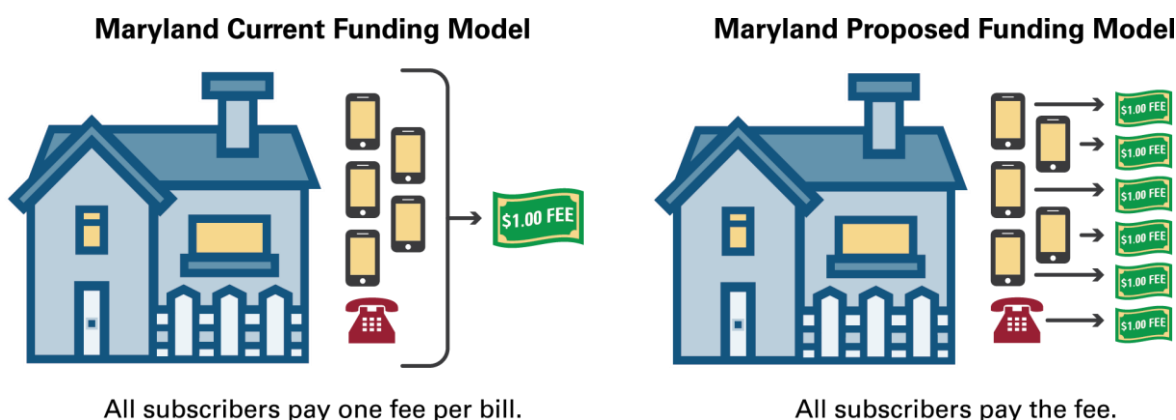 Maryland Current Funding Model
$1.00 FEE
All subscribers pay one fee per bill.
Maryland Proposed Funding Model
$1.00 FEE
$1.00 FEE
$1.00 FEE
$1.00 FEE
$1.00 FEE
$1.00 FEE
All subscribers pay the fee.